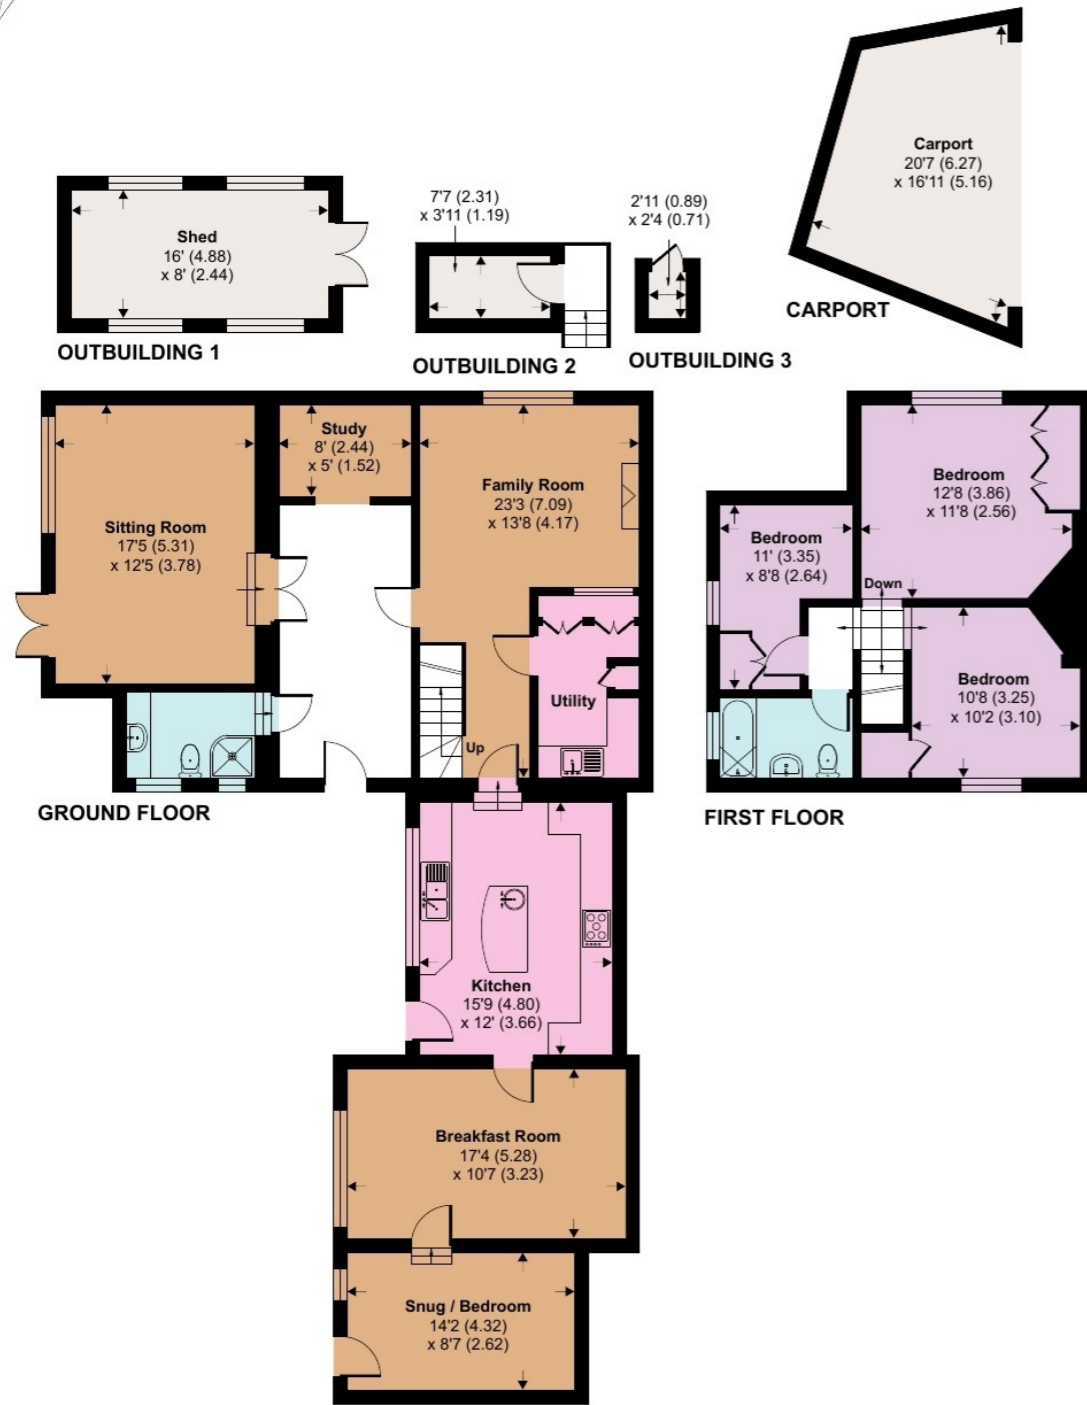 Carport
20'7 (6.27)
x 16'11 (5.16)
CARPORT
Shed
16' (4.88)
x 8' (2.44)
OUTBUILDING 1
7'7 (2.31)
x 3'11 (1.19)
OUTBUILDING 2
2'11 (0.89)
x 2'4 (0.71)
OUTBUILDING 3
Study
8' (2.44)
x 5' (1.52)
Family Room
23'3 (7.09)
x 13'8 (4.17)
Sitting Room
17'5 (5.31)
x 12'5 (3.78)
Utility
Up
GROUND FLOOR
Bedroom
12'8 (3.86)
x 11'8 (2.56)
Bedroom
11' (3.35)
x 8'8 (2.64)
Down
Bedroom
10'8 (3.25)
x 10'2 (3.10)
FIRST FLOOR
Kitchen
15'9 (4.80)
x 12' (3.66)
Breakfast Room
17'4 (5.28)
x 10'7 (3.23)
Snug / Bedroom
14'2 (4.32)
x 8'7 (2.62)